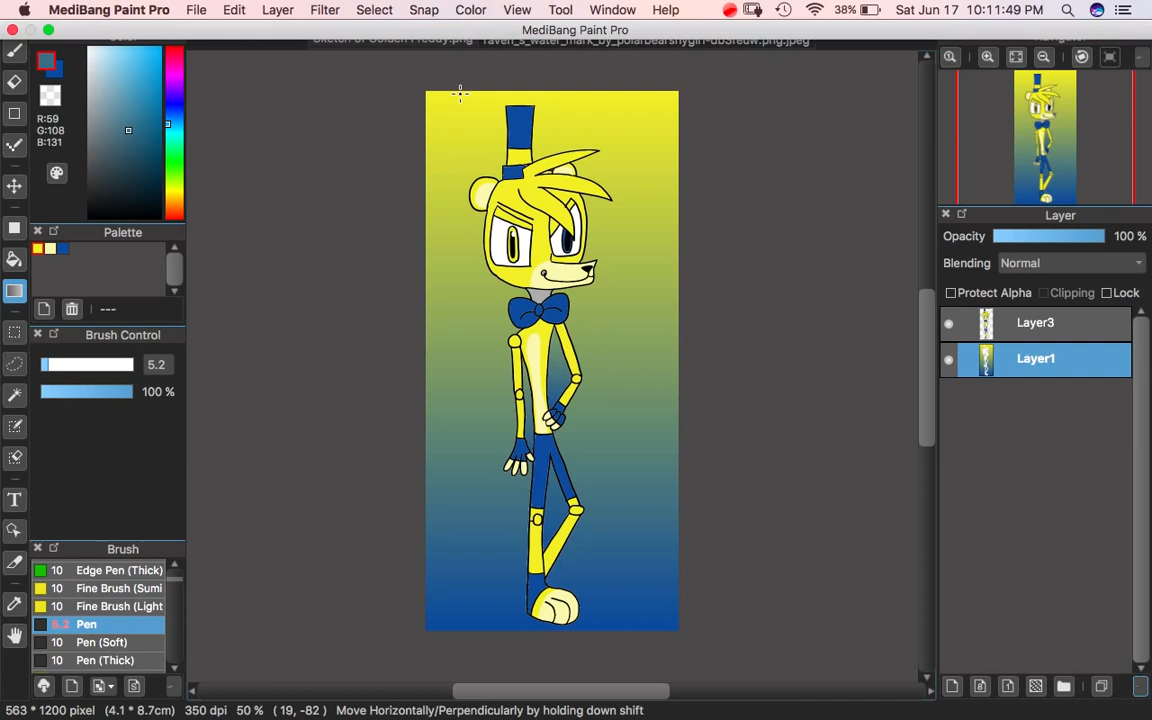 MediBang Paint Pro File Edit Layer Filter Select Snap Color View Tool Window Help 38% Sat Jun 17 10:11:49 AM
MediBang Paint Pro
R:59
G:108
B:131
Palette
---
Brush Control
5.2
100 %
Brush
10 Edge Pen (Thick)
10 Fine Brush (Sumi
10 Fine Brush (Light
5.2 Pen
10 Pen (Soft)
10 Pen (Thick)
Layer
Opacity 100 %
Blending Normal
Protect Alpha Clipping Lock
Layer3
Layer1
563 * 1200 pixel (4.1 * 8.7cm) 350 dpi 50 % ( 19, -82 ) Move Horizontally/Perpendicularly by holding down shift